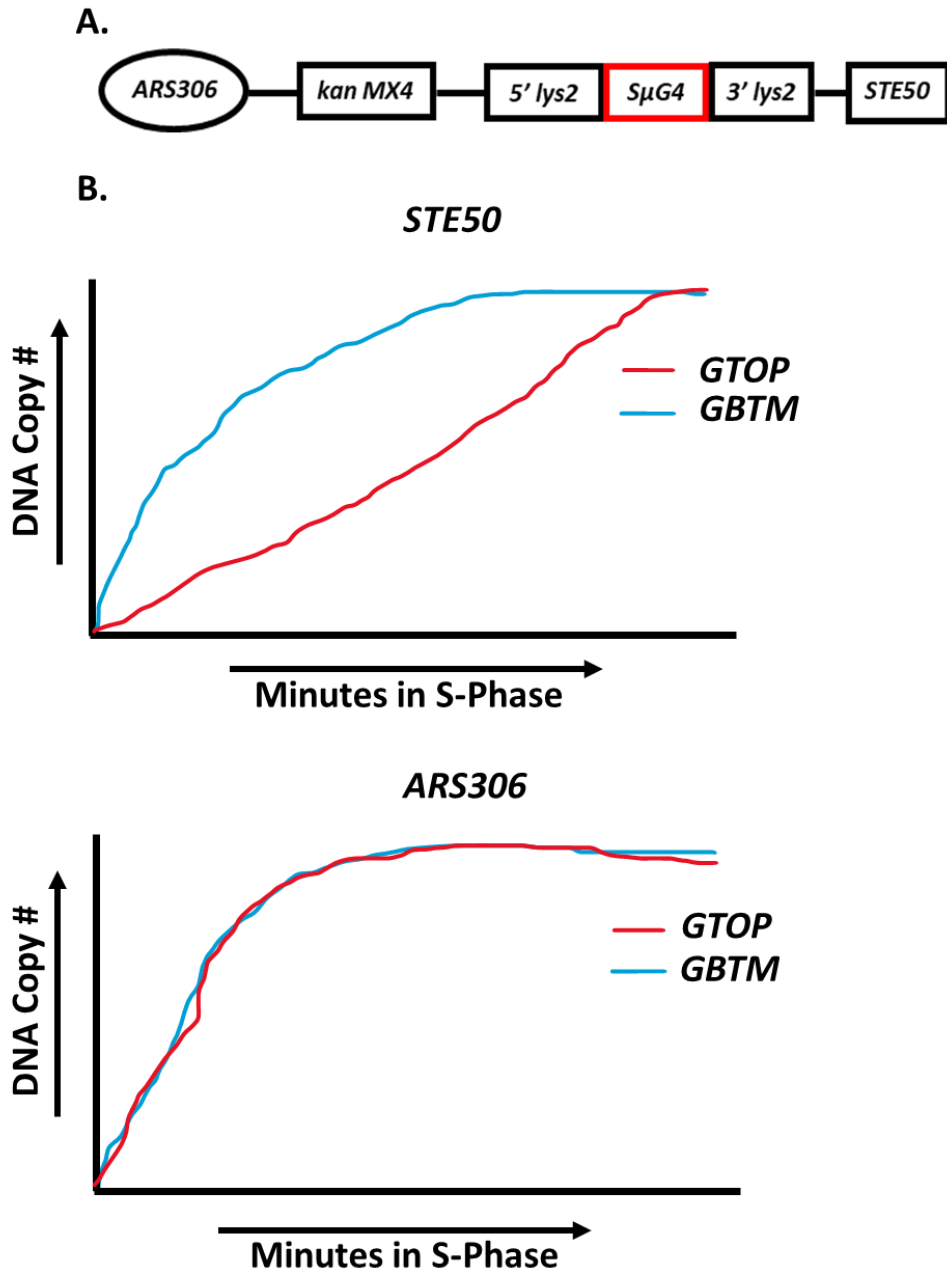 A.
ARS306 kan MX4 5' lys2 SμG4 3' lys2 STE50
B.
STE50
DNA Copy #
GTOP
GBTM
Minutes in S-Phase
ARS306
DNA Copy #
GTOP
GBTM
Minutes in S-Phase